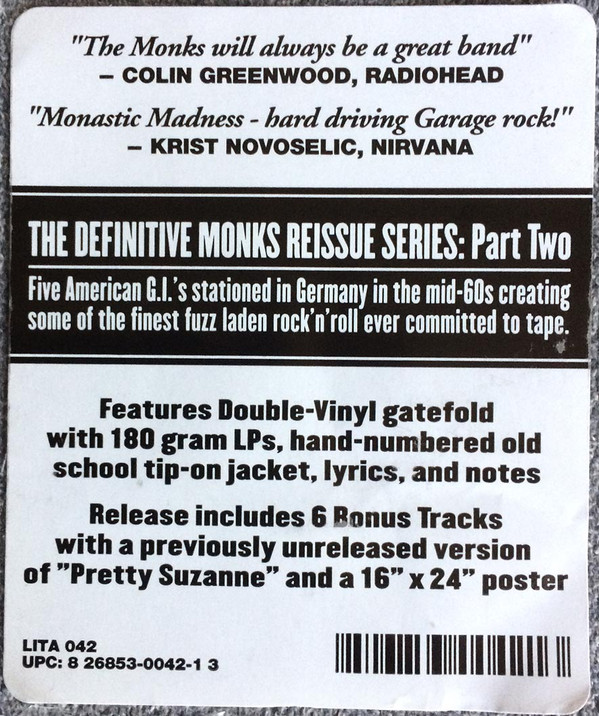 "The Monks will always be a great band"
– COLIN GREENWOOD, RADIOHEAD
"Monastic Madness - hard driving Garage rock!"
– KRIST NOVOSELIC, NIRVANA
THE DEFINITIVE MONKS REISSUE SERIES: Part Two
Five American G.I.'s stationed in Germany in the mid-60s creating
some of the finest fuzz laden rock'n'roll ever committed to tape.
Features Double-Vinyl gatefold
with 180 gram LPs, hand-numbered old
school tip-on jacket, lyrics, and notes
Release includes 6 Bonus Tracks
with a previously unreleased version
of ”Pretty Suzanne” and a 16” x 24” poster
LITA 042
UPC: 8 26853-0042-1 3